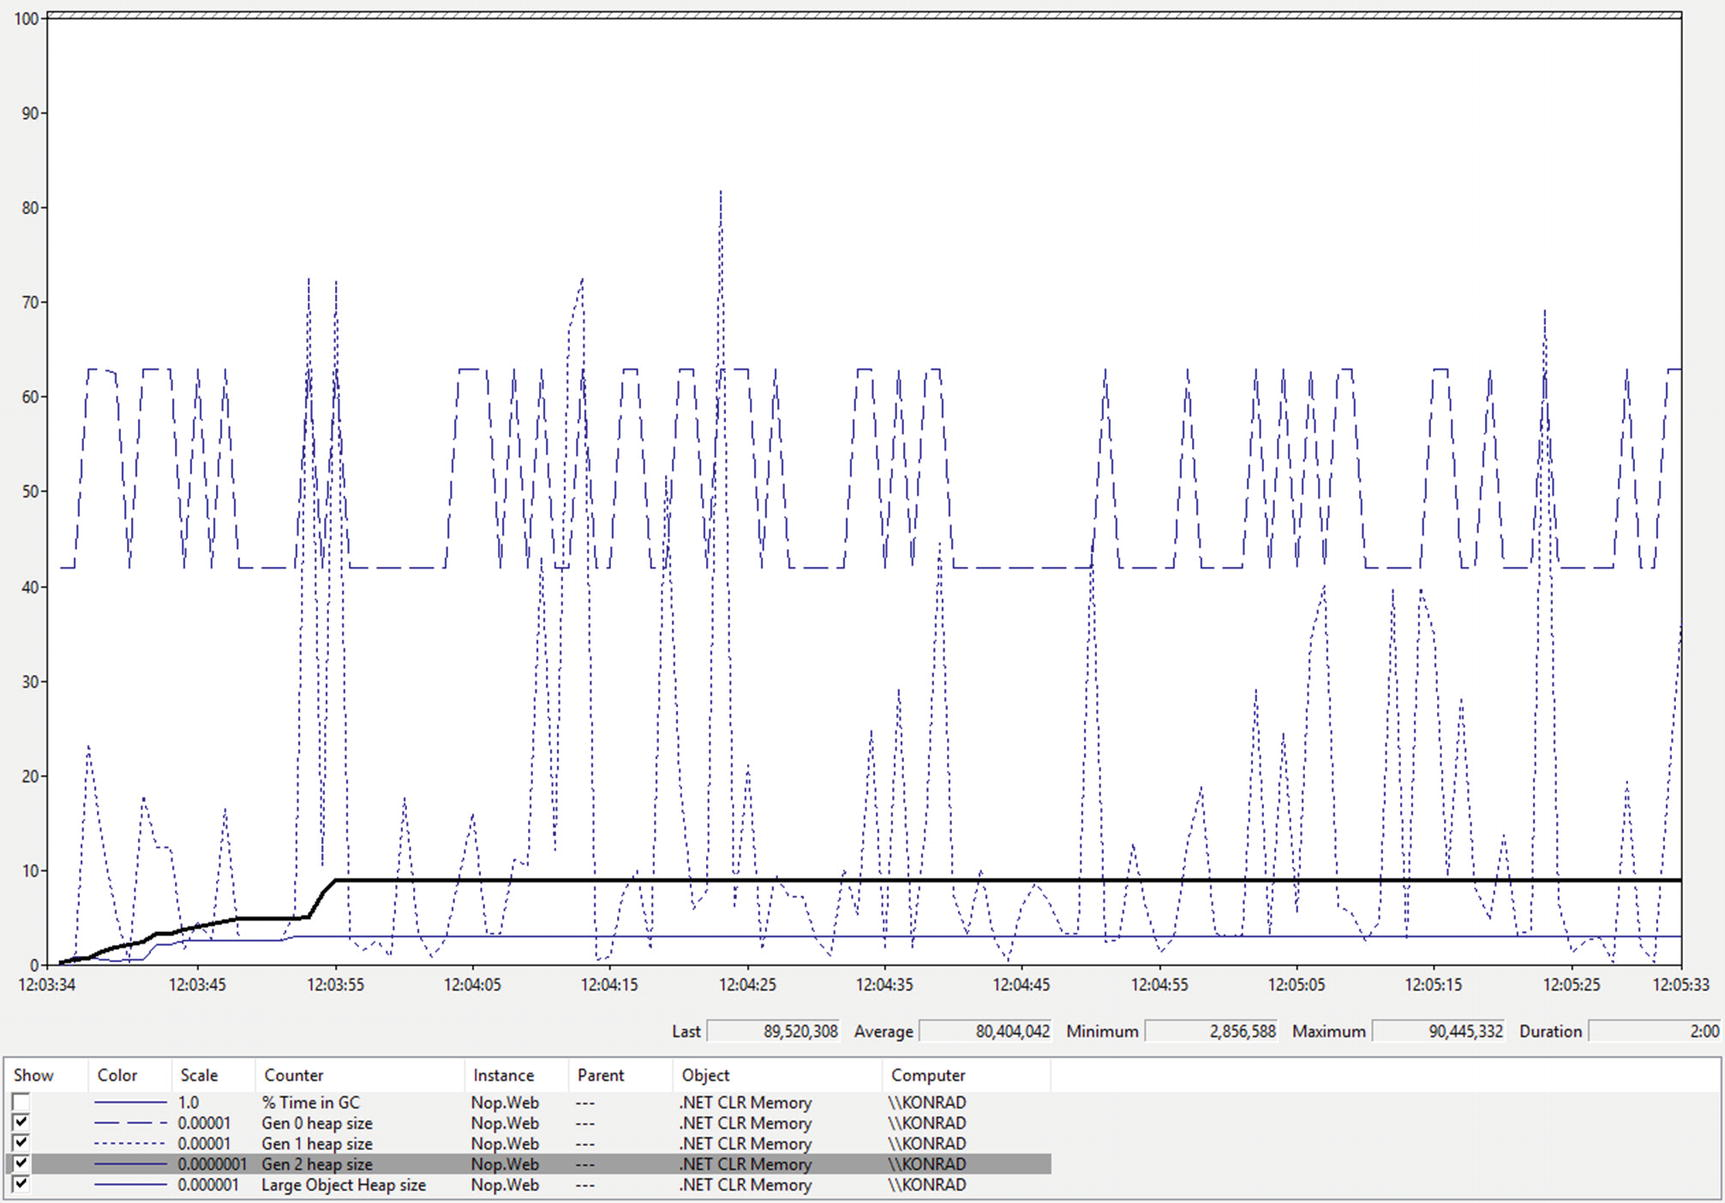 100
90
80
70
60
50
40
30
20
10
0
12:03:34 12:03:45 12:03:55 12:04:05 12:04:15 12:04:25 12:04:35 12:04:45 12:04:55 12:05:05 12:05:15 12:05:25 12:05:33
Last 89,520,308 Average 80,404,042 Minimum 2,856,588 Maximum 90,445,332 Duration 2:00
Show Color Scale Counter Instance Parent Object Computer
1.0 % Time in GC Nop.Web --- .NET CLR Memory \\KONRAD
0.00001 Gen 0 heap size Nop.Web --- .NET CLR Memory \\KONRAD
0.00001 Gen 1 heap size Nop.Web --- .NET CLR Memory \\KONRAD
0.0000001 Gen 2 heap size Nop.Web --- .NET CLR Memory \\KONRAD
0.000001 Large Object Heap size Nop.Web --- .NET CLR Memory \\KONRAD